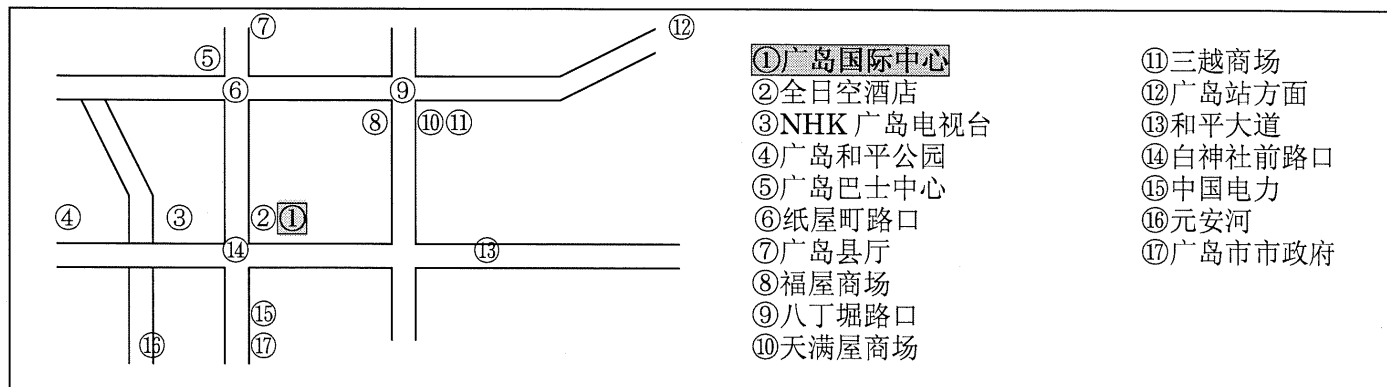 ⑦
⑫
⑤
⑥
⑨
⑧
⑩⑪
④
③
②①
⑭
⑬
⑮
⑯
⑰
①广岛国际中心
②全日空酒店
③NHK 广岛电视台
④广岛和平公园
⑤广岛巴士中心
⑥纸屋町路口
⑦广岛县厅
⑧福屋商场
⑨八丁堀路口
⑩天满屋商场
⑪三越商场
⑫广岛站方面
⑬和平大道
⑭白神社前路口
⑮中国电力
⑯元安河
⑰广岛市市政府